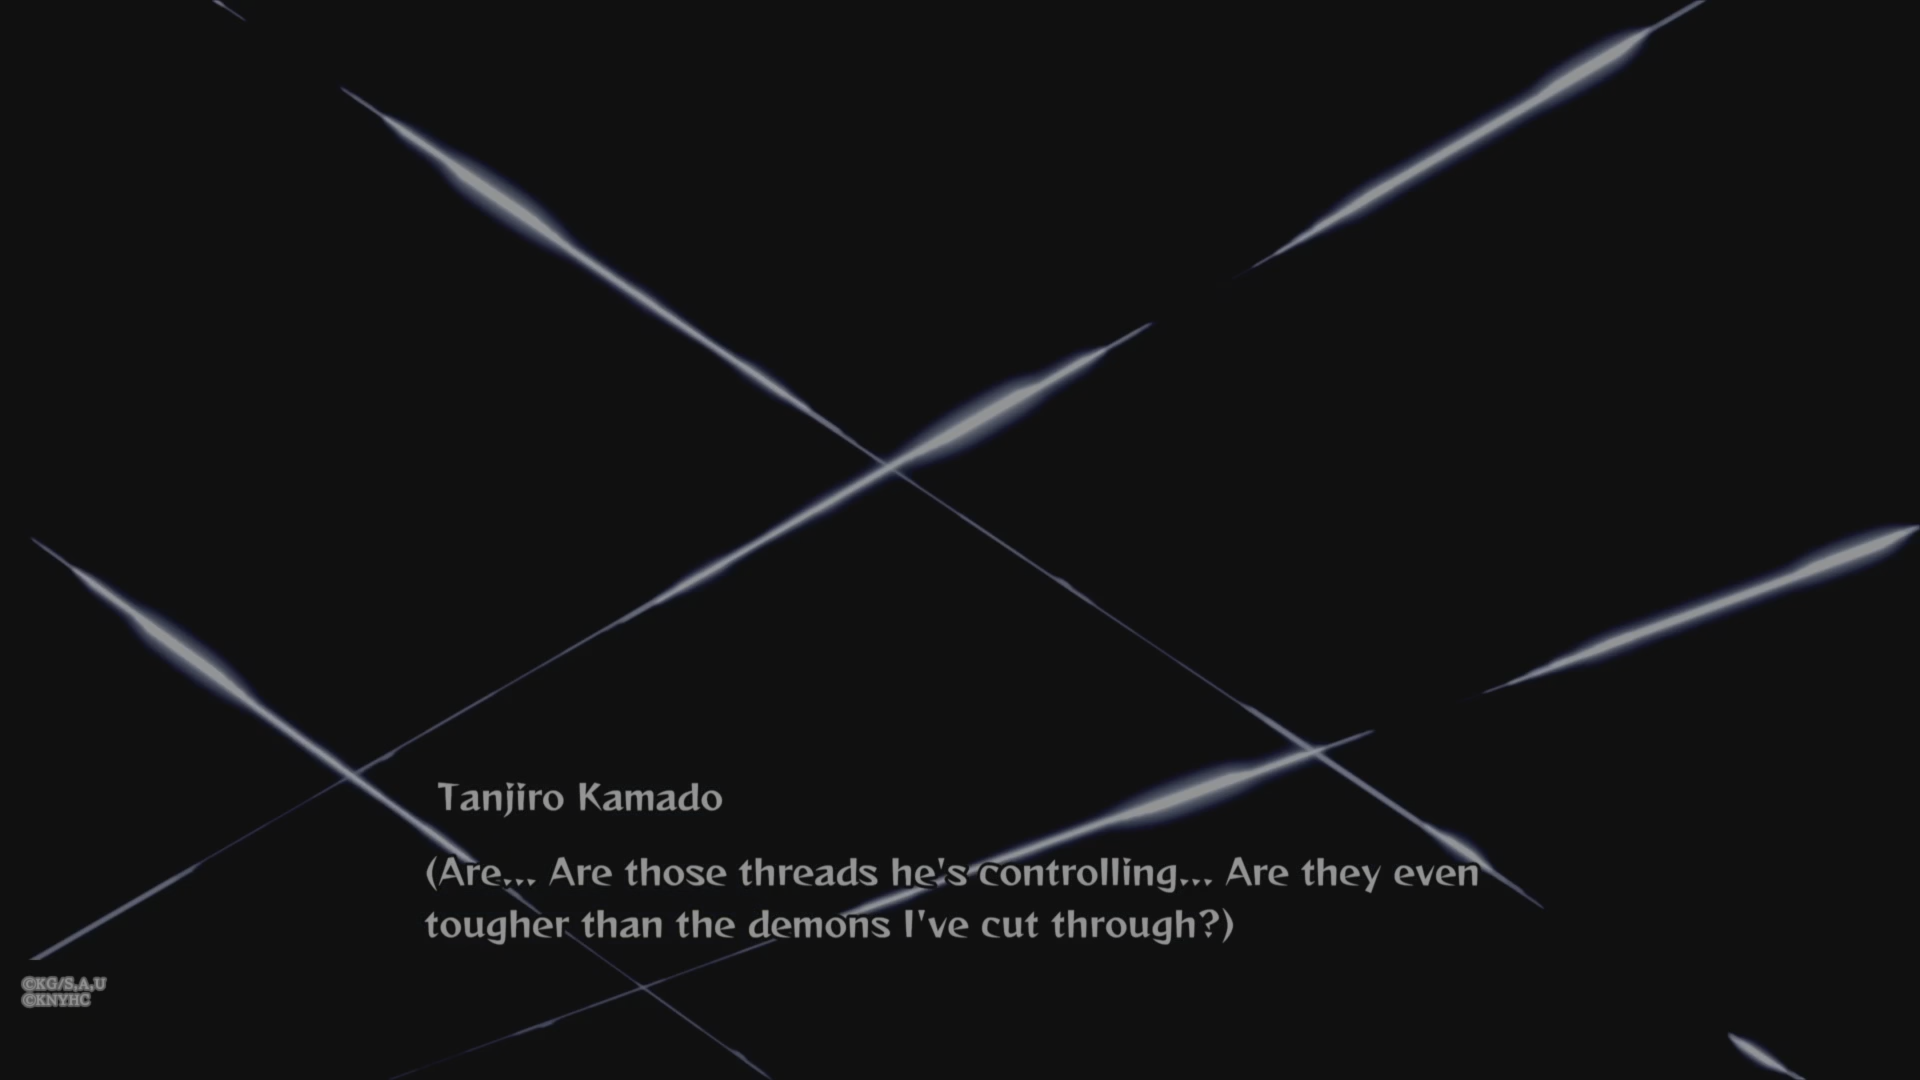 Tanjiro Kamado
(Are... Are those threads he's controlling... Are they even
tougher than the demons I've cut through?)
©KG/S,A,U
©KNYHC